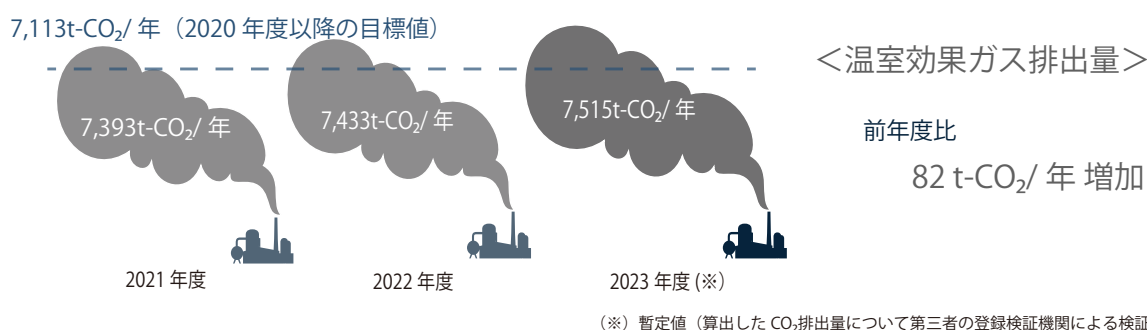 7,113t-CO₂/ 年（2020 年度以降の目標値）
＜温室効果ガス排出量＞
7,393t-CO₂/ 年
7,433t-CO₂/ 年
7,515t-CO₂/ 年
前年度比
82 t-CO₂/ 年 増加
2021 年度
2022 年度
2023 年度 (※)
（※）暫定値（算出した CO₂排出量について第三者の登録検証機関による検証